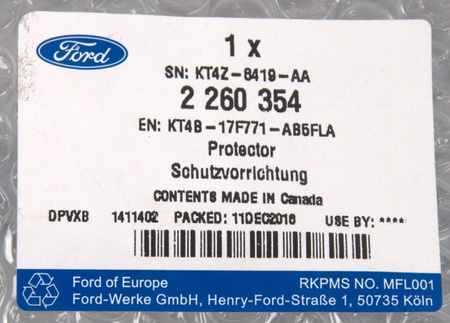 Ford
1 x
SN: KT4Z-8419-AA
2 260 354
EN: KT4B-17F771-AB5FLA
Protector
Schutzvorrichtung
CONTENTS MADE IN Canada
DPVXB 1411402 PACKED: 11DEC2018 USE BY: ****
Ford of Europe RKPMS NO. MFL001
Ford-Werke GmbH, Henry-Ford-Straße 1, 50735 Köln